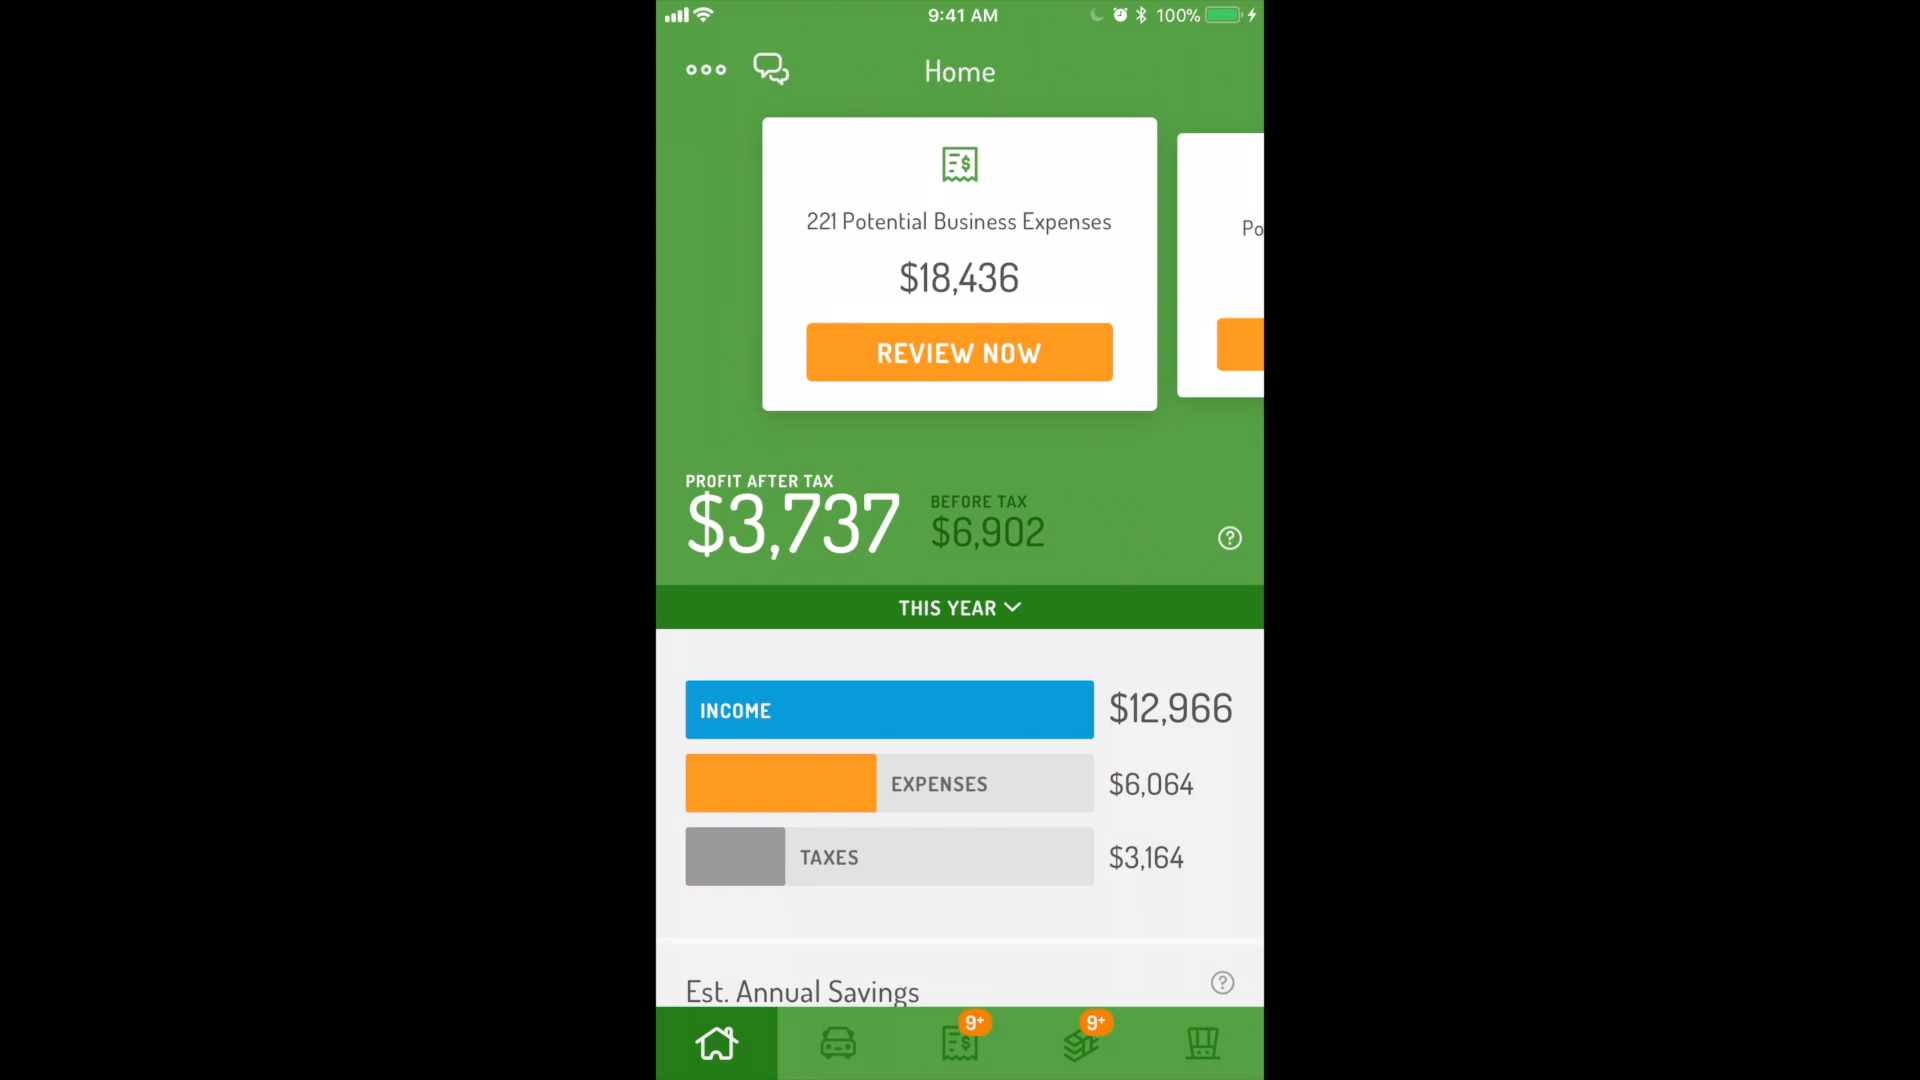 9:41 AM 100%
Home
221 Potential Business Expenses
$18,436
REVIEW NOW
Po
PROFIT AFTER TAX
$3,737
BEFORE TAX
$6,902
?
THIS YEAR
INCOME $12,966
EXPENSES $6,064
TAXES $3,164
Est. Annual Savings ?
9+ 9+